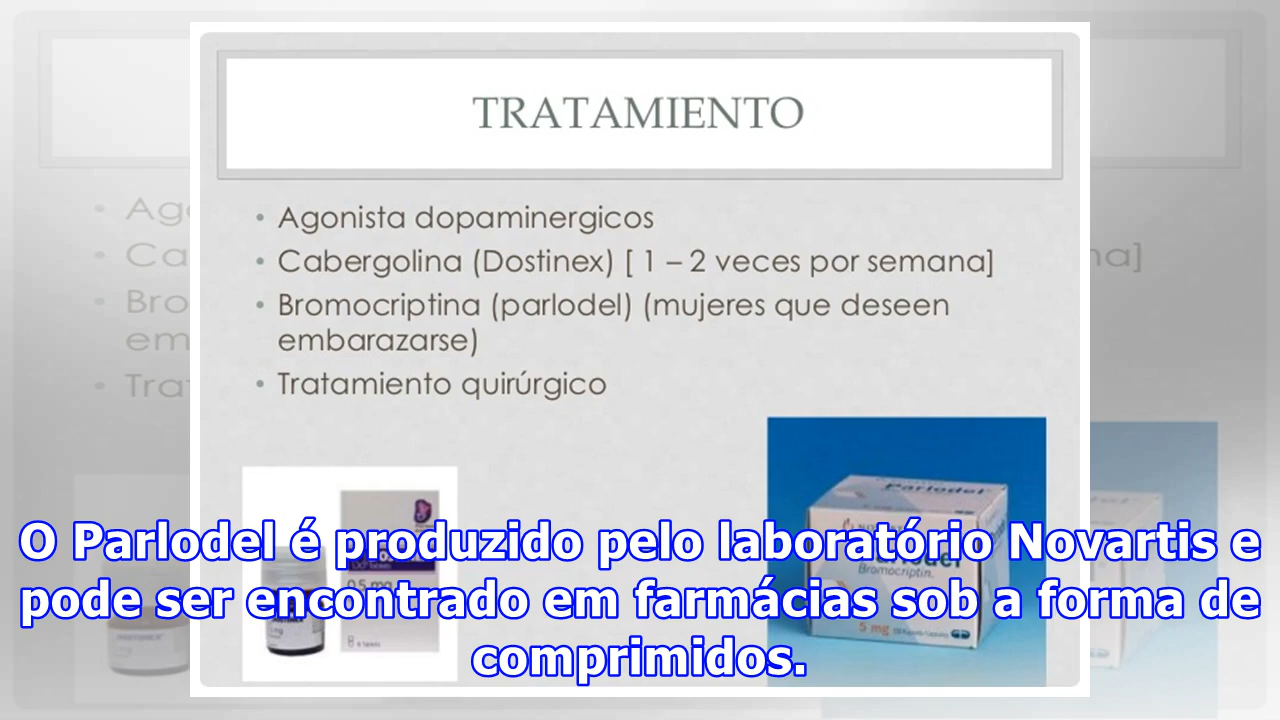 TRATAMIENTO
• Agonista dopaminergicos
• Cabergolina (Dostinex) [ 1 – 2 veces por semana]
• Bromocriptina (parlodel) (mujeres que deseen
embarazarse)
• Tratamiento quirúrgico
Parlodel
Bromocriptin.
5 mg
0.5 mg
O Parlodel é produzido pelo laboratório Novartis e
pode ser encontrado em farmácias sob a forma de
comprimidos.